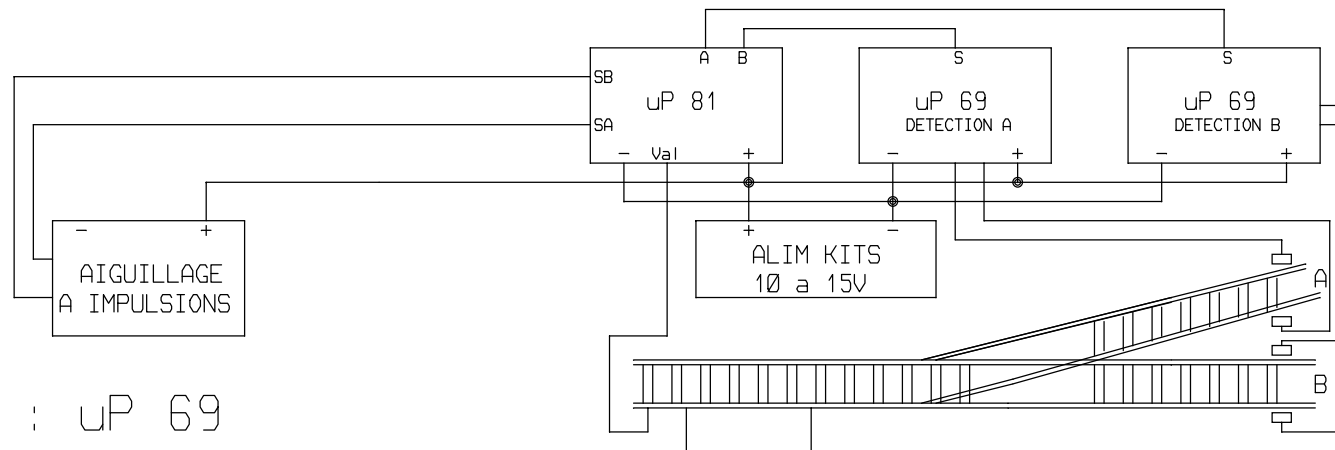 A B
SB
uP 81
SA
- Val +
S
uP 69
DETECTION A
- +
S
uP 69
DETECTION B
- +
- +
AIGUILLAGE
A IMPULSIONS
+ -
ALIM KITS
10 a 15V
A
B
: uP 69